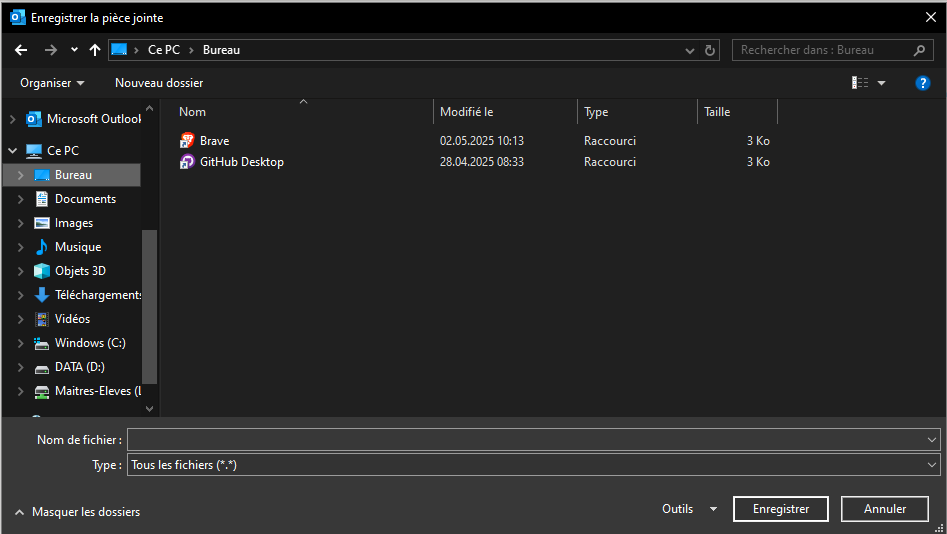 Enregistrer la pièce jointe
Ce PC > Bureau
Rechercher dans : Bureau
Organiser
Nouveau dossier
?
Microsoft Outlook
Ce PC
Bureau
Documents
Images
Musique
Objets 3D
Téléchargements
Vidéos
Windows (C:)
DATA (D:)
Maitres-Eleves (
Nom Modifié le Type Taille
Brave 02.05.2025 10:13 Raccourci 3 Ko
GitHub Desktop 28.04.2025 08:33 Raccourci 3 Ko
Nom de fichier :
Type : Tous les fichiers (*.*)
Masquer les dossiers
Outils
Enregistrer
Annuler